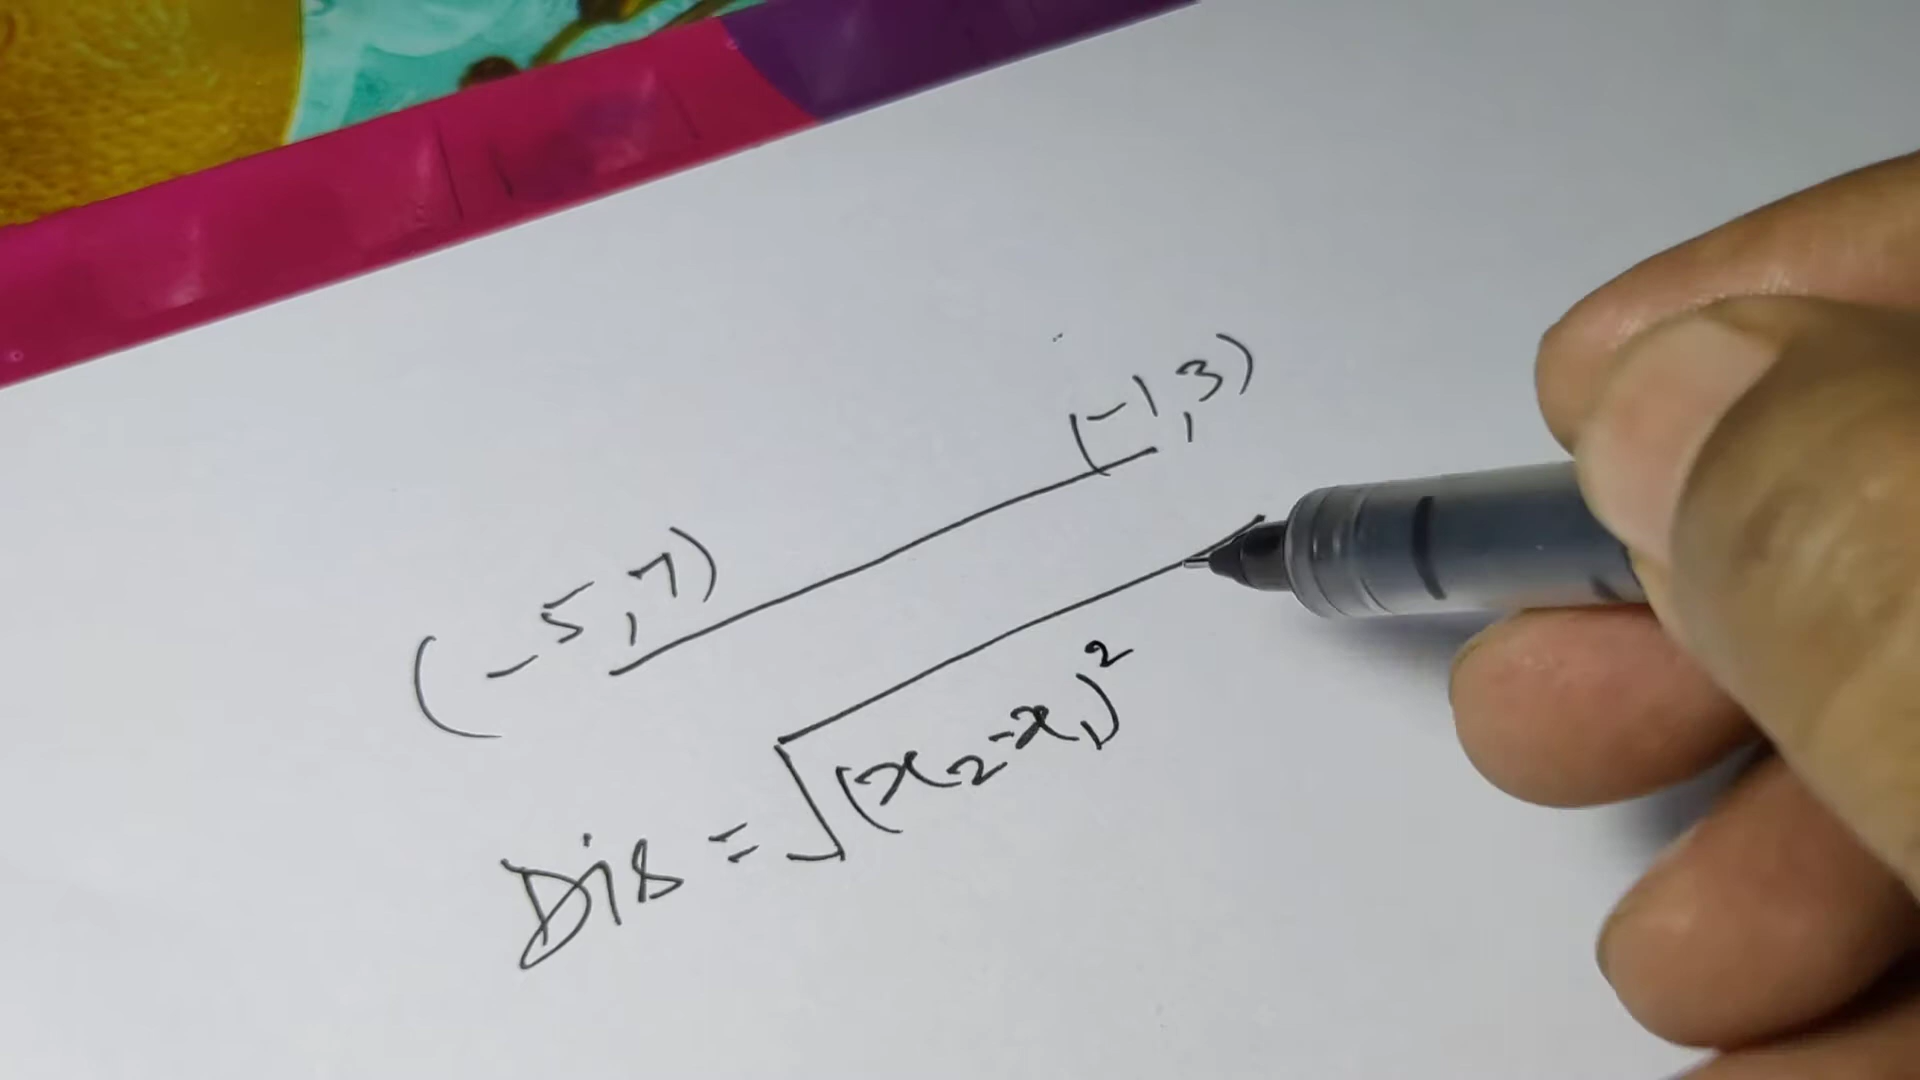 (-1,3)
(-5,7)
Dis = √(x₂-x₁)²